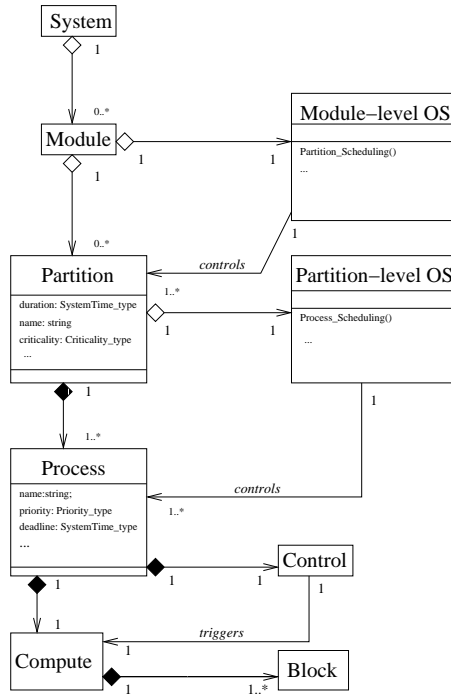 System
1
0..*
Module
1
1
1
Module−level OS
Partition_Scheduling()
...
1
0..*
controls
Partition
duration: SystemTime_type
name: string
criticality: Criticality_type
...
1..*
1
1
Partition−level OS
Process_Scheduling()
...
1
1
1..*
Process
name:string;
priority: Priority_type
deadline: SystemTime_type
...
controls
1..*
1
1
1
Control
1
1
triggers
1
Compute
1
1..*
Block